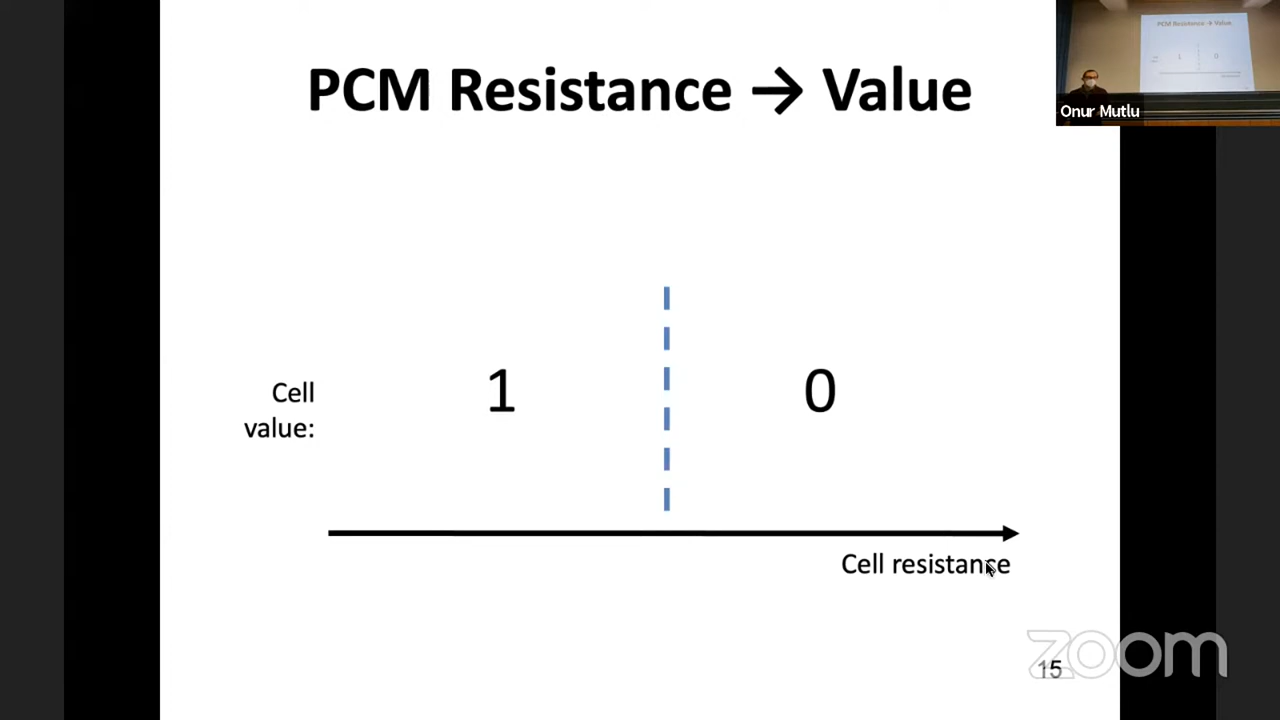 PCM Resistance → Value
Onur Mutlu
Cell
value:
1
0
Cell resistance
15
zoom